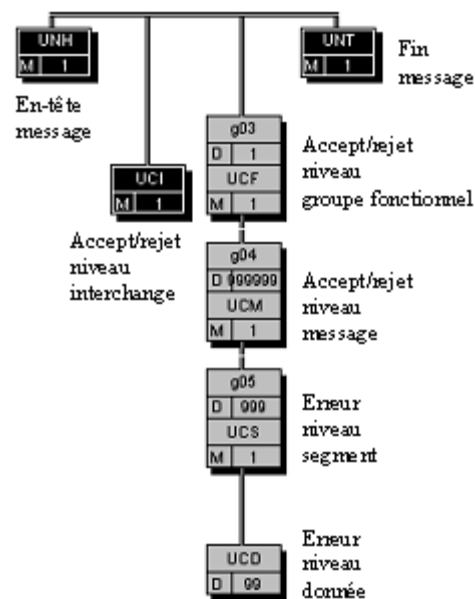 UNH
M 1
En-tête
message
UNT
M 1
Fin
message
UCI
M 1
Accept/rejet
niveau
interchange
g03
D 1
UCF
M 1
Accept/rejet
niveau
groupe fonctionnel
g04
D 999999
UCM
M 1
Accept/rejet
niveau
message
g05
D 999
UCS
M 1
Erreur
niveau
segment
UCD
D 99
Erreur
niveau
donnée